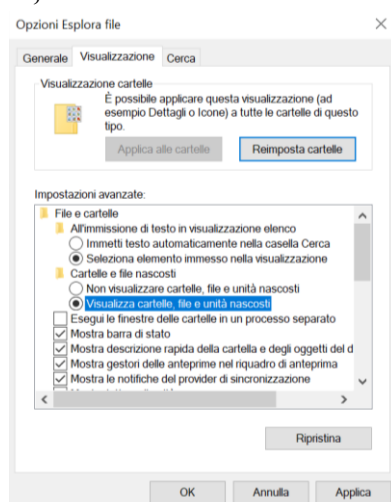 Opzioni Esplora file
Generale Visualizzazione Cerca
Visualizzazione cartelle
È possibile applicare questa visualizzazione (ad
esempio Dettagli o Icone) a tutte le cartelle di questo
tipo.
Applica alle cartelle Reimposta cartelle
Impostazioni avanzate:
File e cartelle
All'immissione di testo in visualizzazione elenco
Immetti testo automaticamente nella casella Cerca
Seleziona elemento immesso nella visualizzazione
Cartelle e file nascosti
Non visualizzare cartelle, file e unità nascosti
Visualizza cartelle, file e unità nascosti
Esegui le finestre delle cartelle in un processo separato
Mostra barra di stato
Mostra descrizione rapida della cartella e degli oggetti del d
Mostra gestori delle anteprime nel riquadro di anteprima
Mostra le notifiche del provider di sincronizzazione
Ripristina
OK Annulla Applica